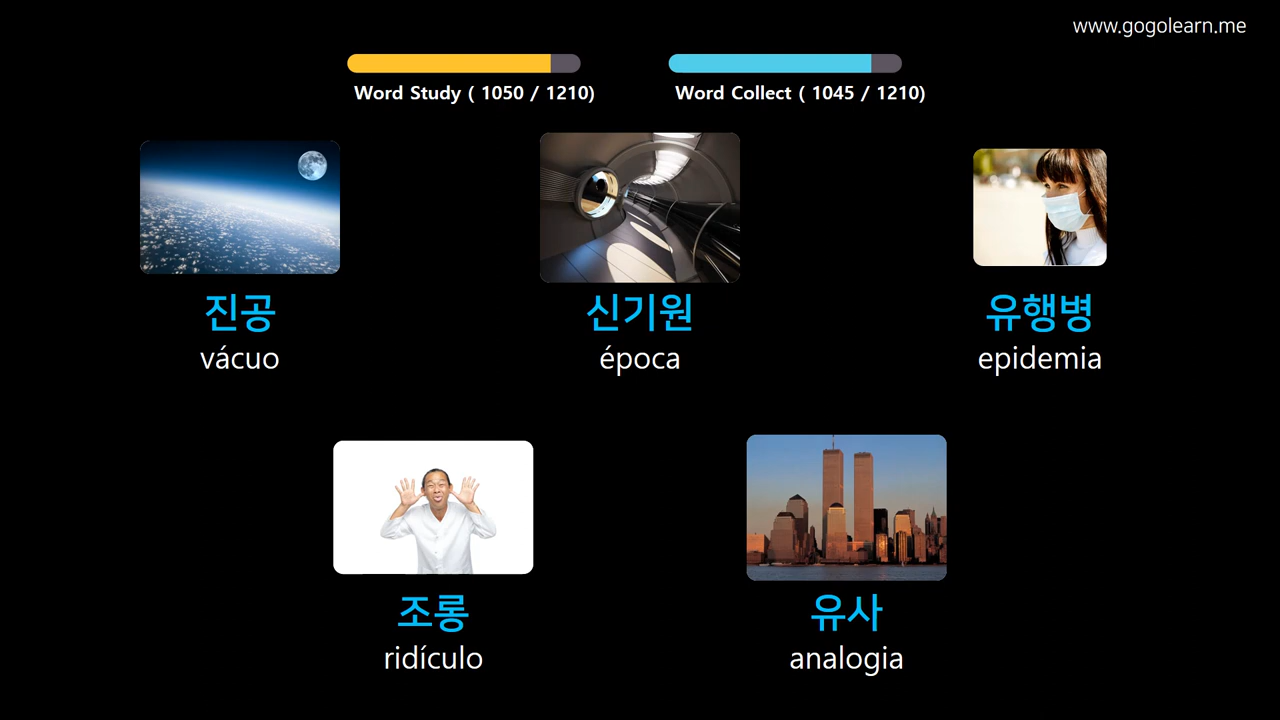 www.gogolearn.me
Word Study ( 1050 / 1210)
Word Collect ( 1045 / 1210)
진공
vácuo
신기원
época
유행병
epidemia
조롱
ridículo
유사
analogia